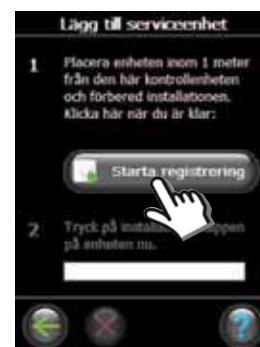 Lägg till serviceenhet
1 Placera enheten inom 1 meter
från den här kontrollenheten
och förbered installationen.
Klicka här när du är klar:
Starta registrering
2 Tryck på
på enheten nu.
?